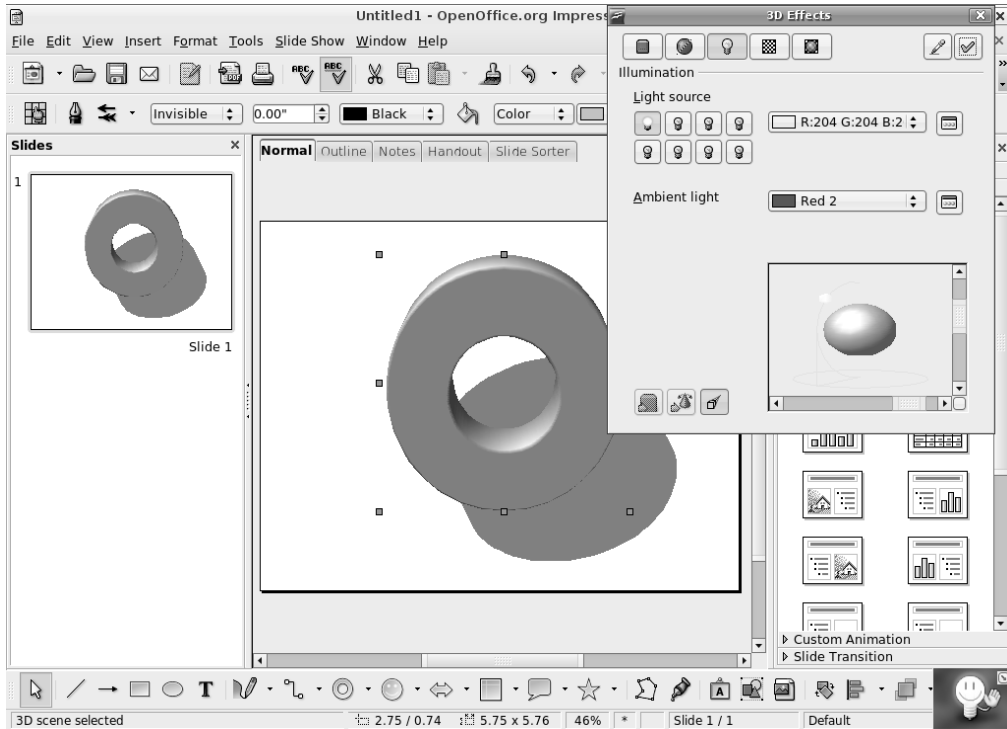 Untitled1 - OpenOffice.org Impress
3D Effects
File Edit View Insert Format Tools Slide Show Window Help
ABC ABC
Illumination
Light source
Invisible 0.00" Black Color
R:204 G:204 B:2
Slides
Normal Outline Notes Handout Slide Sorter
1
Ambient light Red 2
Slide 1
Custom Animation
Slide Transition
T A
3D scene selected 2.75 / 0.74 5.75 x 5.76 46% * Slide 1 / 1 Default